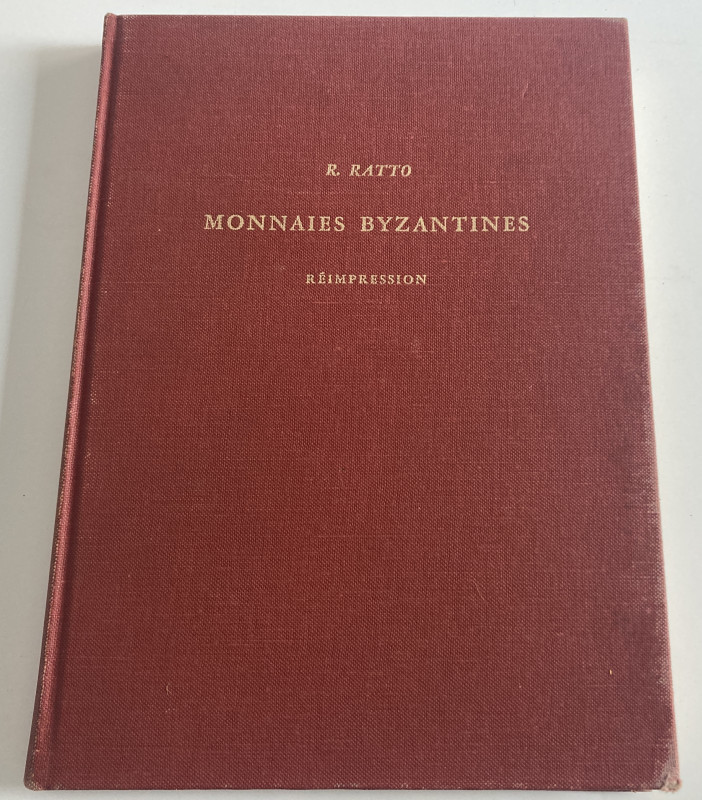 R. RATTO
MONNAIES BYZANTINES
RÉIMPRESSION